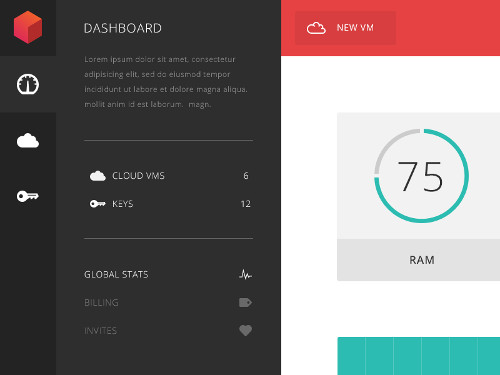 DASHBOARD
Lorem ipsum dolor sit amet, consectetur
adipisicing elit, sed do eiusmod tempor
incididunt ut labore et dolore magna aliqua.
mollit anim id est laborum. magn.
CLOUD VMS 6
KEYS 12
GLOBAL STATS
BILLING
INVITES
NEW VM
75
RAM